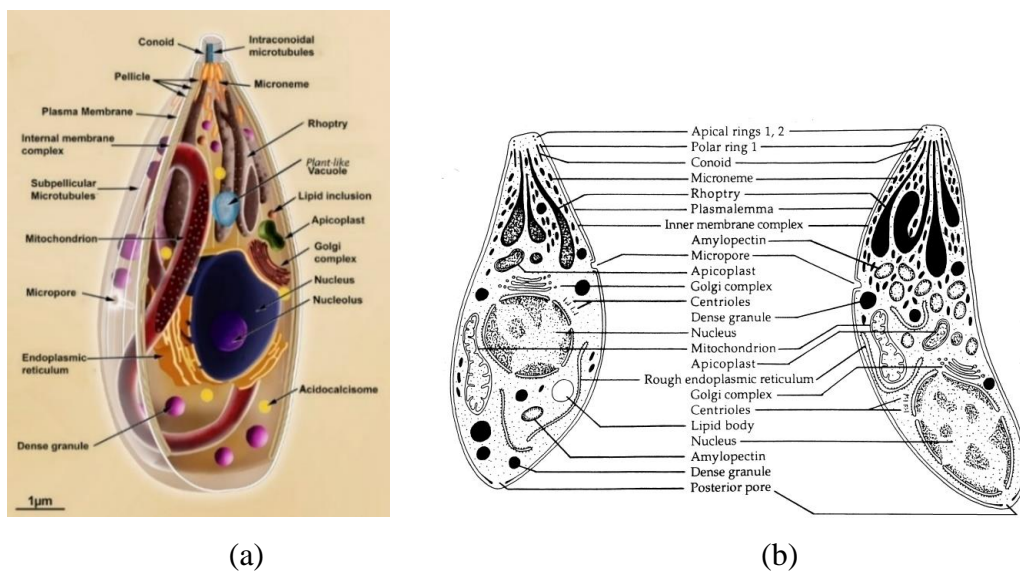 Conoid
Intraconoidal
microtubules
Pellicle
Microneme
Plasma Membrane
Rhoptry
Internal membrane
complex
Plant-like
Vacuole
Subpellicular
Microtubules
Lipid inclusion
Apicoplast
Mitochondrion
Golgi
complex
Nucleus
Micropore
Nucleolus
Endoplasmic
reticulum
Acidocalcisome
Dense granule
1µm
(a)
Apical rings 1, 2
Polar ring 1
Conoid
Microneme
Rhoptry
Plasmalemma
Inner membrane complex
Amylopectin
Micropore
Apicoplast
Golgi complex
Centrioles
Dense granule
Nucleus
Mitochondrion
Apicoplast
Rough endoplasmic reticulum
Golgi complex
Centrioles
Lipid body
Nucleus
Amylopectin
Dense granule
Posterior pore
(b)